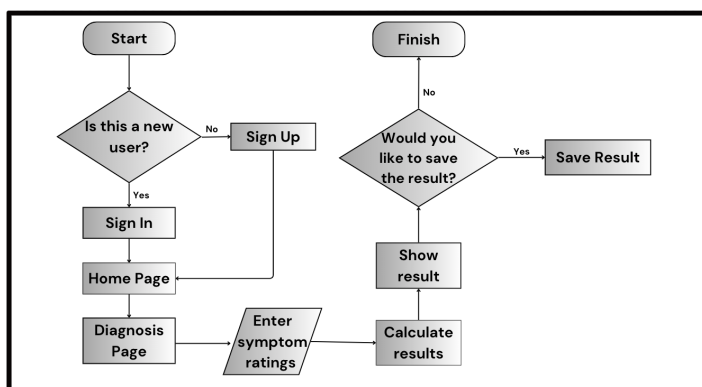 Start
Is this a new
user?
No
Sign Up
Yes
Sign In
Home Page
Diagnosis
Page
Enter
symptom
ratings
Calculate
results
Show
result
Would you
like to save
the result?
Yes
Save Result
No
Finish